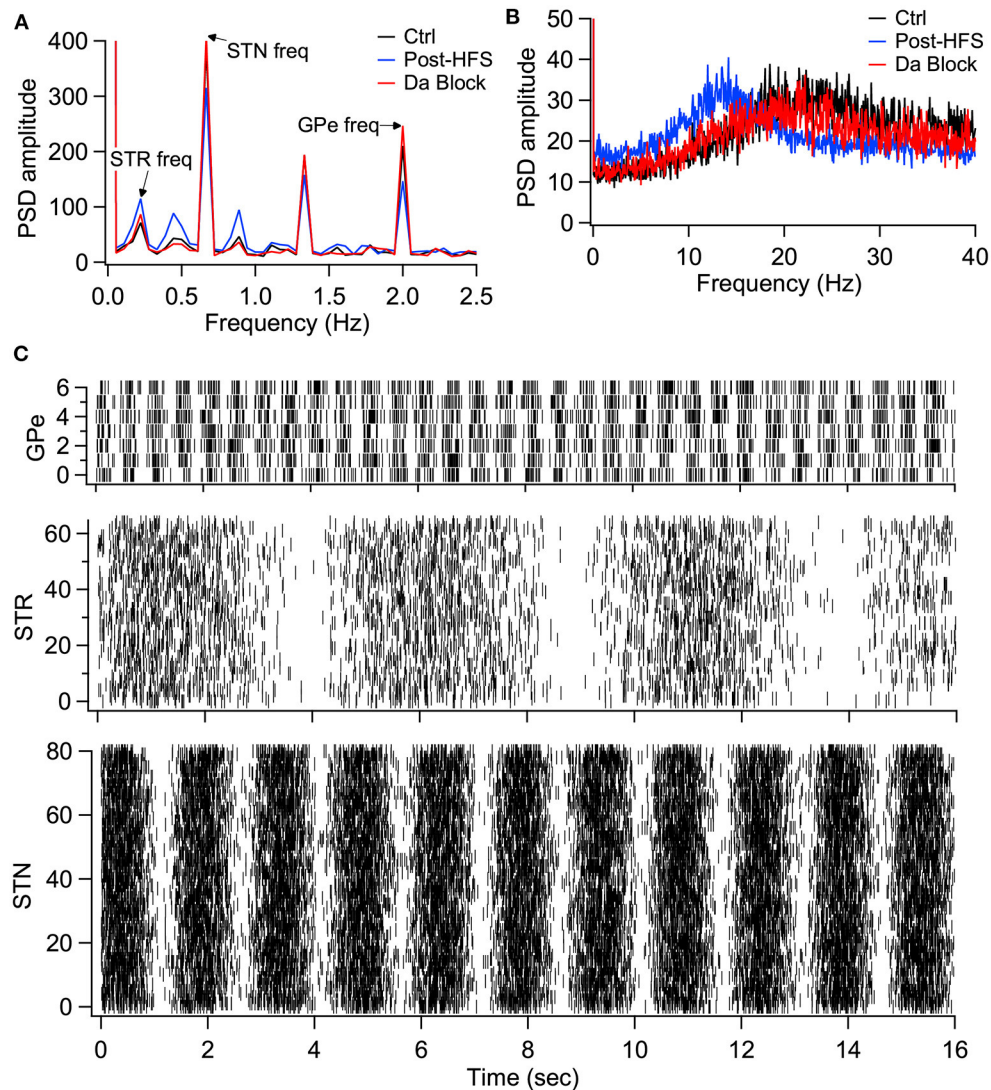 A
400
300
200
100
0
PSD amplitude
0.0 0.5 1.0 1.5 2.0 2.5
Frequency (Hz)
STN freq
GPe freq
STR freq
Ctrl
Post-HFS
Da Block
B
50
40
30
20
10
0
PSD amplitude
0 10 20 30 40
Frequency (Hz)
Ctrl
Post-HFS
Da Block
C
GPe
6
4
2
0
STR
60
40
20
0
STN
80
60
40
20
0
0 2 4 6 8 10 12 14 16
Time (sec)